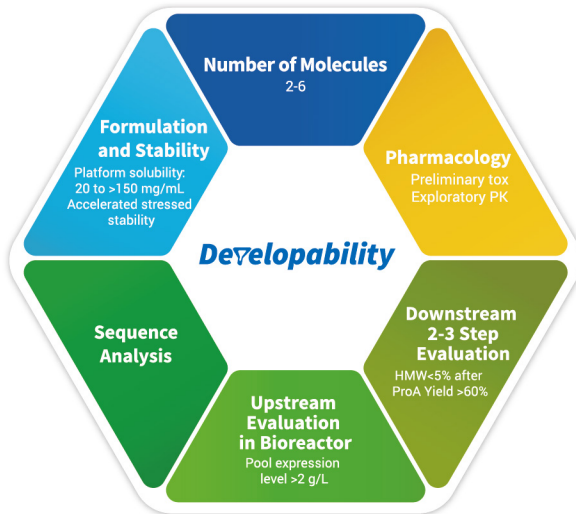 Number of Molecules
2-6
Pharmacology
Preliminary tox
Exploratory PK
Downstream
2-3 Step
Evaluation
HMW<5% after
ProA Yield >60%
Upstream
Evaluation
in Bioreactor
Pool expression
level >2 g/L
Sequence
Analysis
Formulation
and Stability
Platform solubility:
20 to >150 mg/mL
Accelerated stressed
stability
Developability